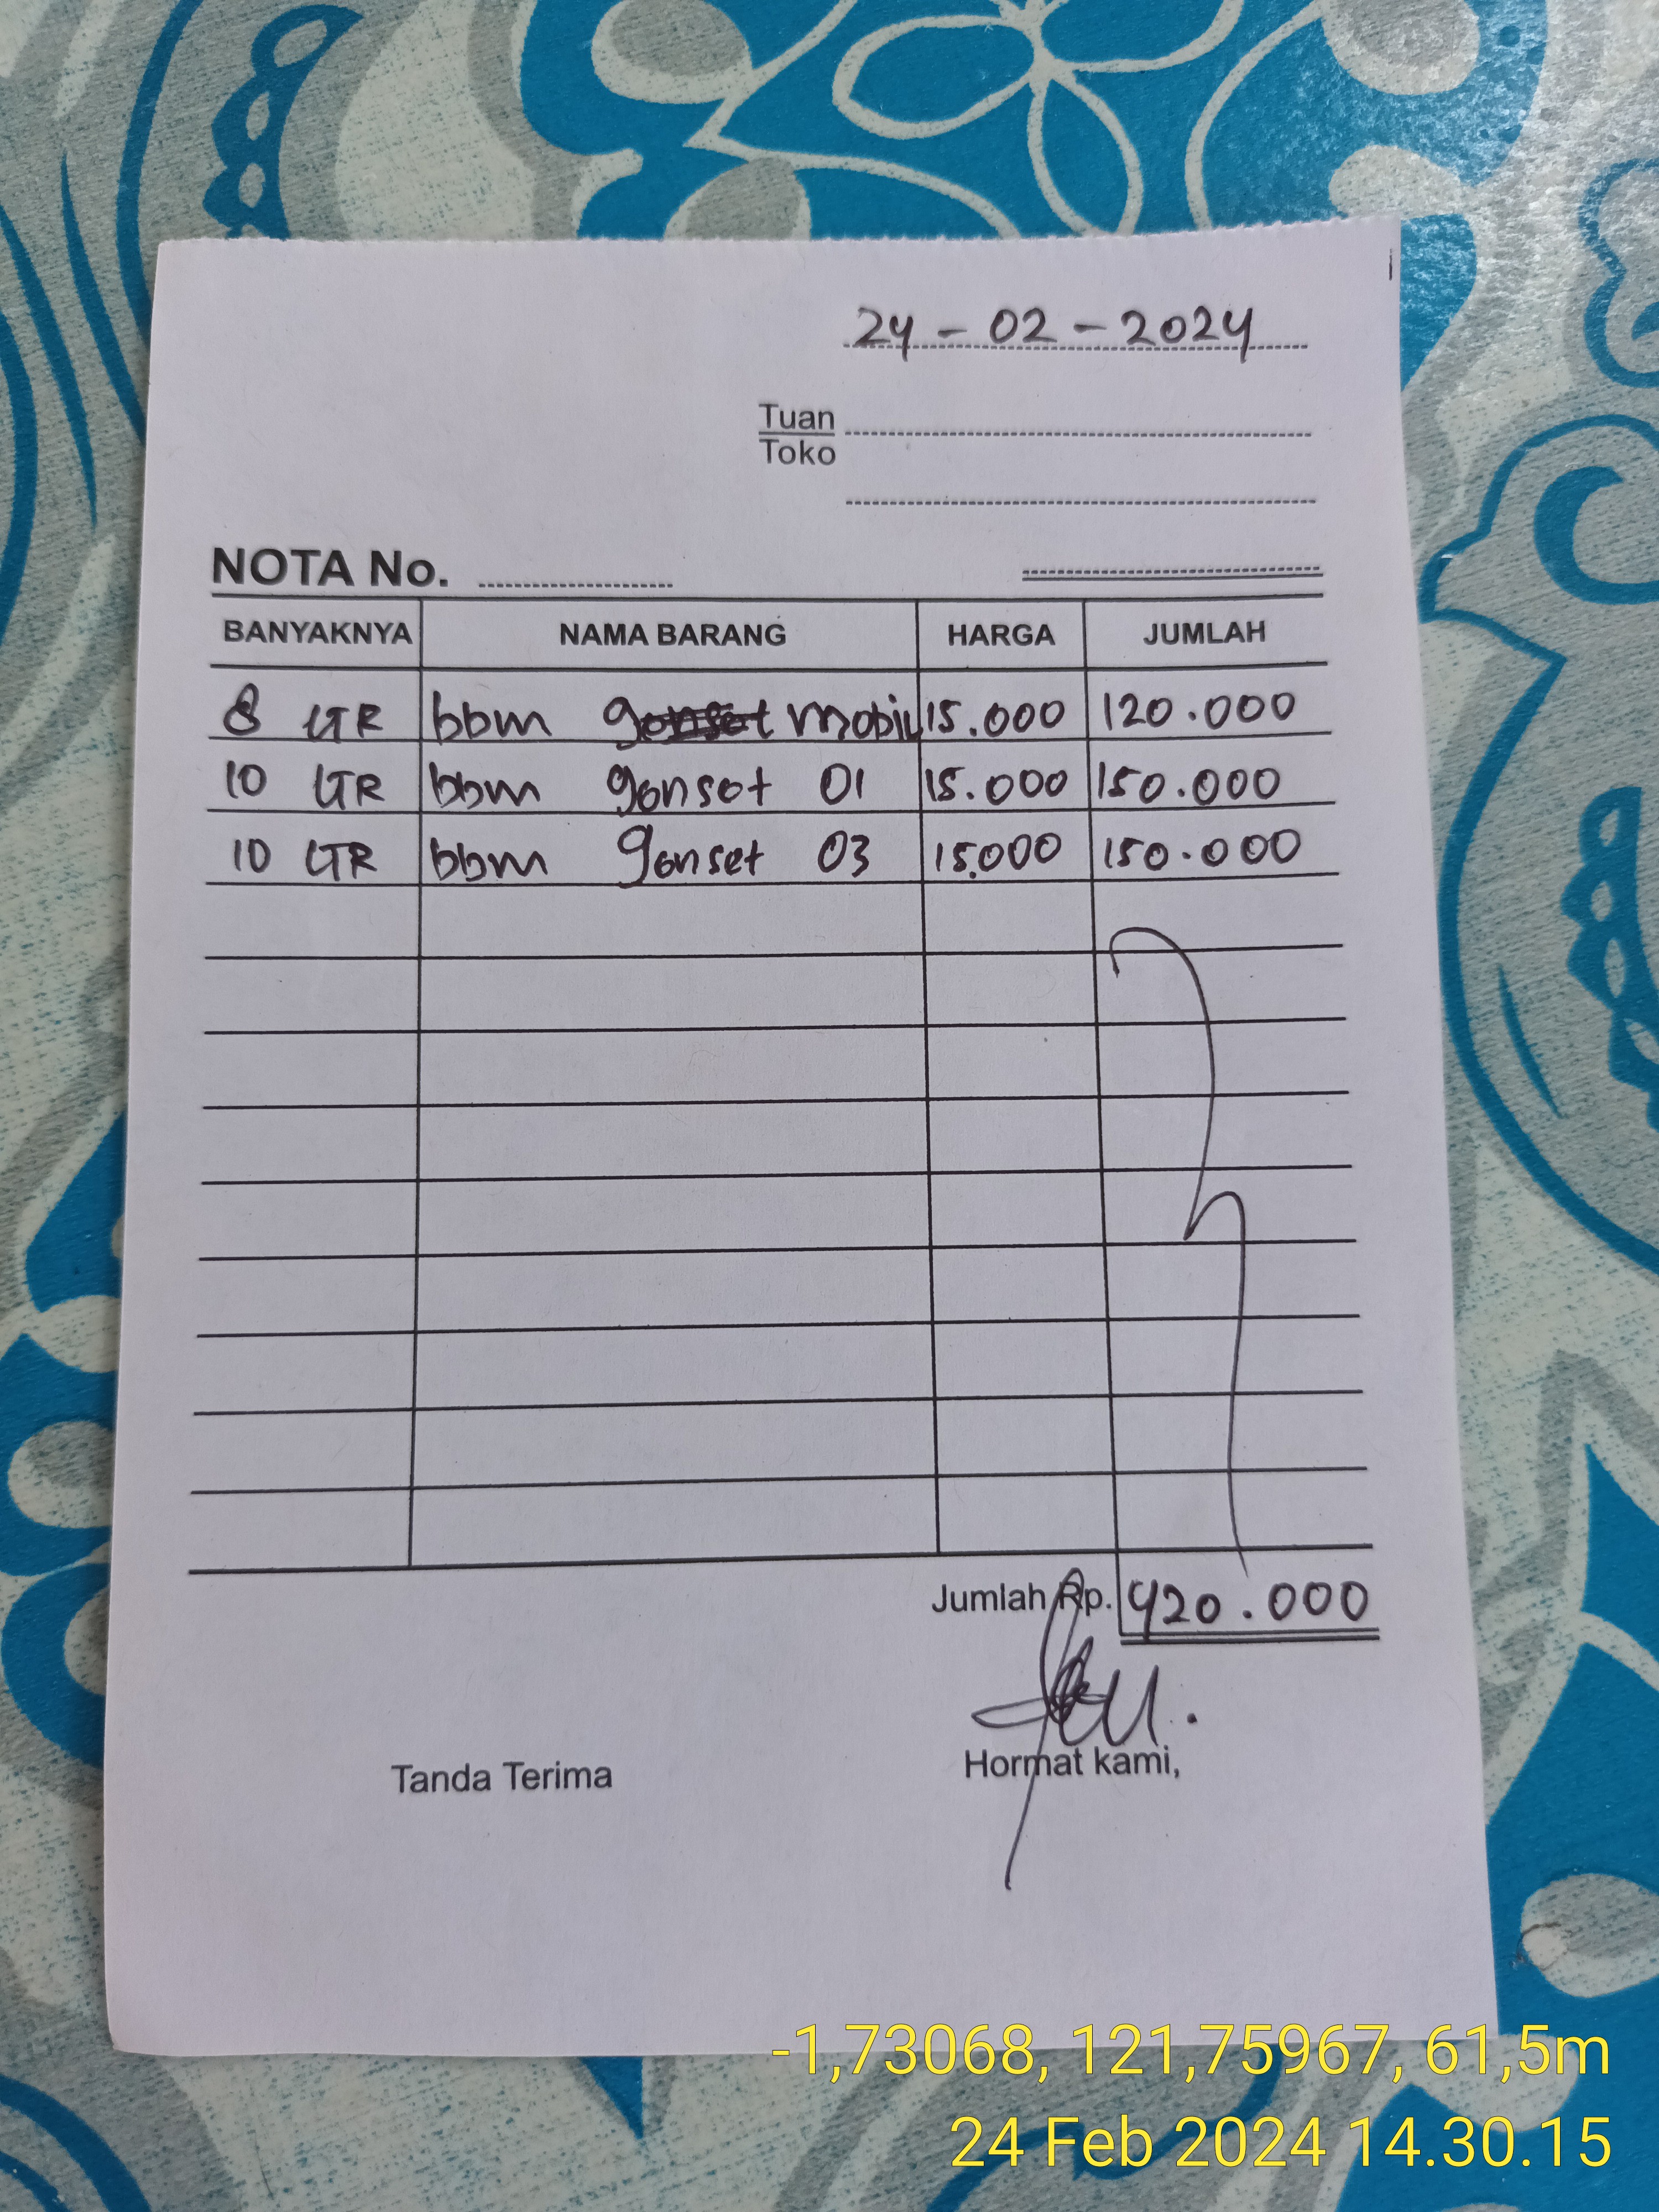 24 - 02 - 2024
Tuan
Toko
NOTA No.
BANYAKNYA NAMA BARANG HARGA JUMLAH
8 LTR bbm mobil 15.000 120.000
10 LTR bbm genset 01 15.000 150.000
10 LTR bbm genset 03 15.000 150.000
Jumlah Rp. 420.000
Tanda Terima Hormat kami,
-1,73068, 121,75967, 61,5m
24 Feb 2024 14.30.15